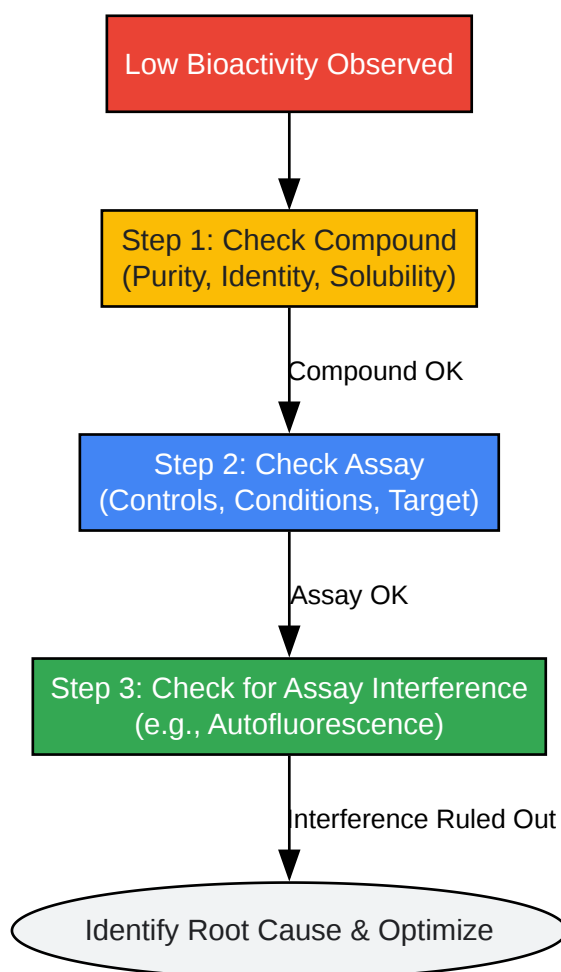 Low Bioactivity Observed
Step 1: Check Compound
(Purity, Identity, Solubility)
Compound OK
Step 2: Check Assay
(Controls, Conditions, Target)
Assay OK
Step 3: Check for Assay Interference
(e.g., Autofluorescence)
Interference Ruled Out
Identify Root Cause & Optimize